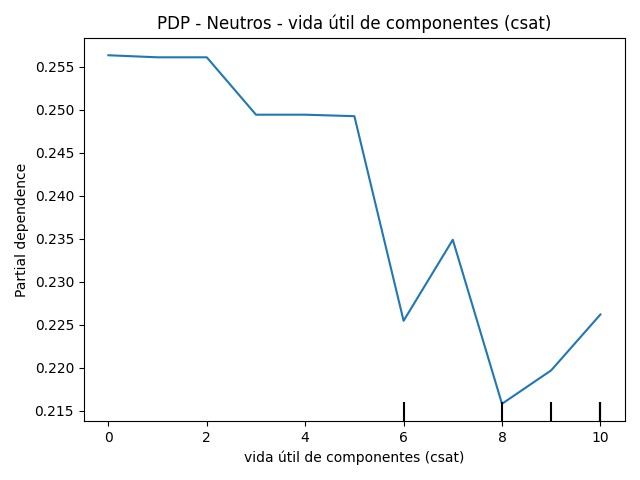 PDP - Neutros - vida útil de componentes (csat)
Partial dependence
0.255
0.250
0.245
0.240
0.235
0.230
0.225
0.220
0.215
0 2 4 6 8 10
vida útil de componentes (csat)